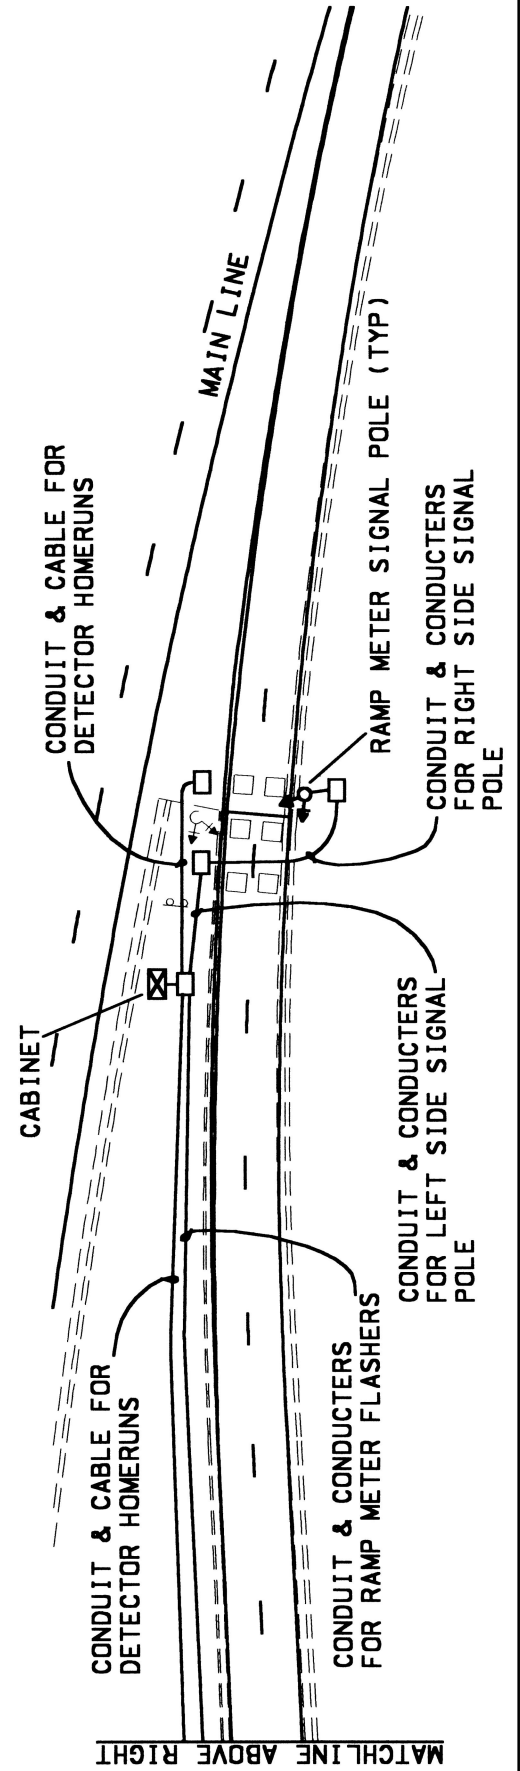 MAIN LINE
CONDUIT & CABLE FOR
DETECTOR HOMERUNS
RAMP METER SIGNAL POLE (TYP)
CONDUIT & CONDUCTERS
FOR RIGHT SIDE SIGNAL
POLE
CABINET
CONDUIT & CONDUCTERS
FOR LEFT SIDE SIGNAL
POLE
CONDUIT & CABLE FOR
DETECTOR HOMERUNS
CONDUIT & CONDUCTERS
FOR RAMP METER FLASHERS
MATCHLINE ABOVE RIGHT